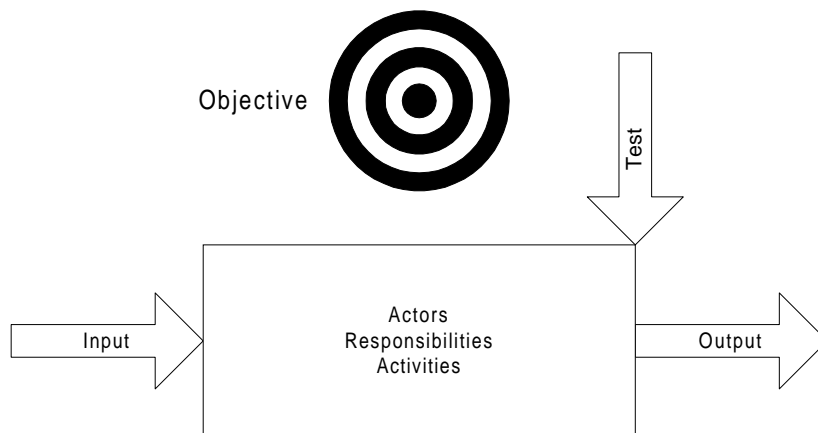 Objective
Test
Actors
Responsibilities
Activities
Input
Output